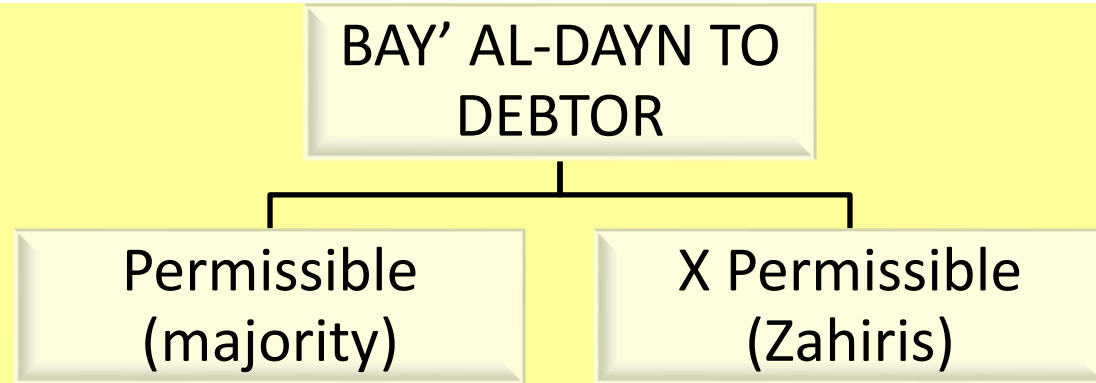 BAY’ AL-DAYN TO
DEBTOR
Permissible
(majority)
X Permissible
(Zahiris)